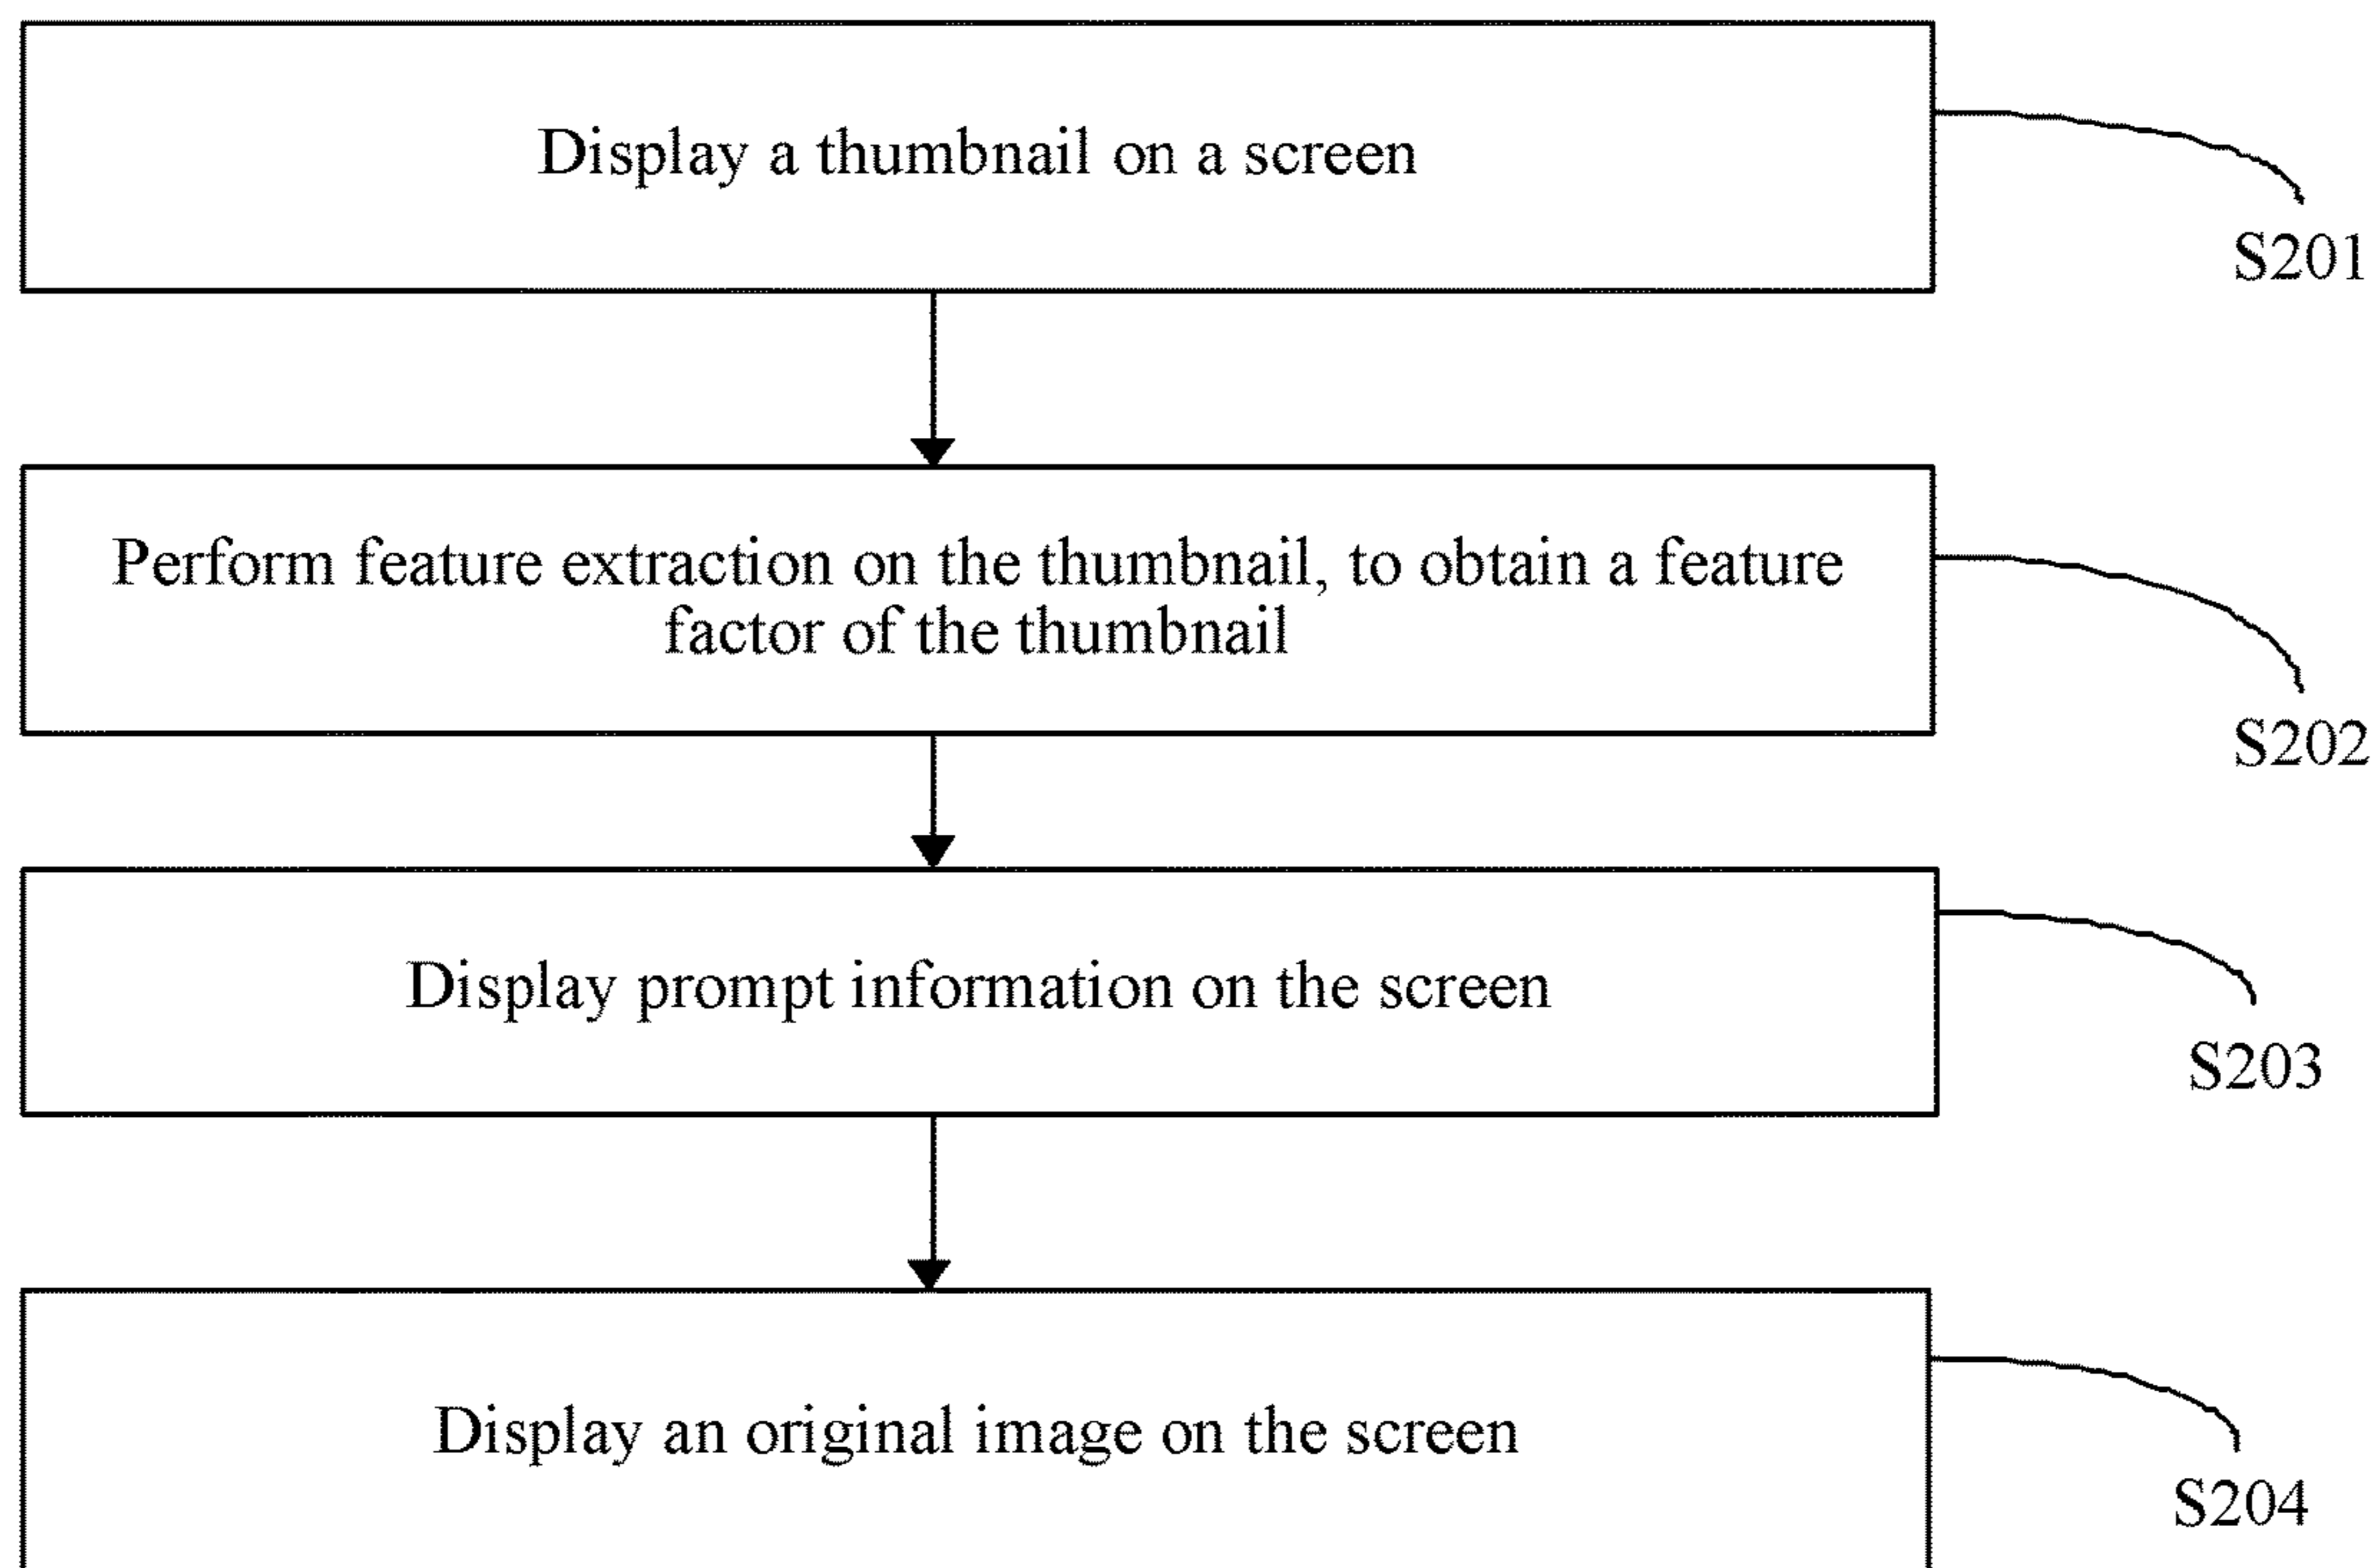 Display a thumbnail on a screen
S201
Perform feature extraction on the thumbnail, to obtain a feature
factor of the thumbnail
S202
Display prompt information on the screen
S203
Display an original image on the screen
S204